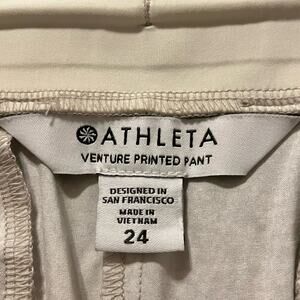 ATHLETA
VENTURE PRINTED PANT
DESIGNED IN
SAN FRANCISCO
MADE IN
VIETNAM
24